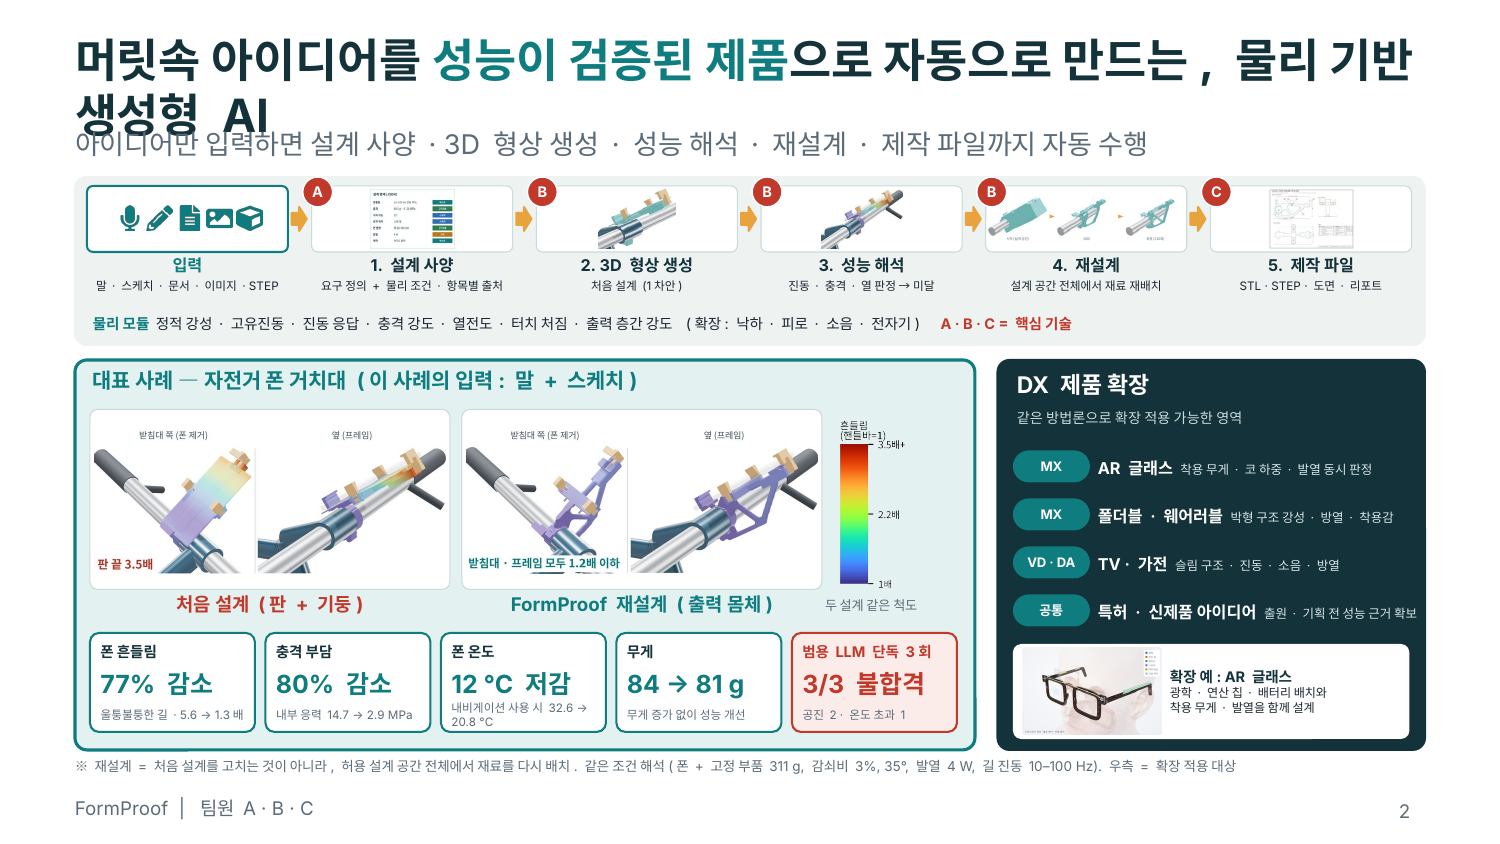 머릿속 아이디어를 성능이 검증된 제품으로 자동으로 만드는 , 물리 기반
생성형 AI
아이디어만 입력하면 설계 사양 · 3D 형상 생성 · 성능 해석 · 재설계 · 제작 파일까지 자동 수행
A
B
B
B
C
입력
1. 설계 사양
2. 3D 형상 생성
3. 성능 해석
4. 재설계
5. 제작 파일
말 · 스케치 · 문서 · 이미지 · STEP
요구 정의 + 물리 조건 · 항목별 출처
처음 설계 (1 차안 )
진동 · 충격 · 열 판정 → 미달
설계 공간 전체에서 재료 재배치
STL · STEP · 도면 · 리포트
물리 모듈 정적 강성 · 고유진동 · 진동 응답 · 충격 강도 · 열전도 · 터치 처짐 · 출력 층간 강도 ( 확장 : 낙하 · 피로 · 소음 · 전자기 ) A · B · C = 핵심 기술
대표 사례 — 자전거 폰 거치대 ( 이 사례의 입력 : 말 + 스케치 )
받침대 쪽 (폰 제거)
옆 (프레임)
판 끝 3.5배
받침대 쪽 (폰 제거)
옆 (프레임)
받침대 · 프레임 모두 1.2배 이하
흔들림
(핸들바=1)
3.5배+
2.2배
1배
처음 설계 ( 판 + 기둥 )
FormProof 재설계 ( 출력 몸체 )
두 설계 같은 척도
폰 흔들림
77% 감소
울퉁불퉁한 길 · 5.6 → 1.3 배
충격 부담
80% 감소
내부 응력 14.7 → 2.9 MPa
폰 온도
12 °C 저감
내비게이션 사용 시 32.6 →
20.8 °C
무게
84 → 81 g
무게 증가 없이 성능 개선
범용 LLM 단독 3 회
3/3 불합격
공진 2 · 온도 초과 1
DX 제품 확장
같은 방법론으로 확장 적용 가능한 영역
MX
AR 글래스 착용 무게 · 코 하중 · 발열 동시 판정
MX
폴더블 · 웨어러블 박형 구조 강성 · 방열 · 착용감
VD · DA
TV · 가전 슬림 구조 · 진동 · 소음 · 방열
공통
특허 · 신제품 아이디어 출원 · 기획 전 성능 근거 확보
확장 예 : AR 글래스
광학 · 연산 칩 · 배터리 배치와
착용 무게 · 발열을 함께 설계
※ 재설계 = 처음 설계를 고치는 것이 아니라 , 허용 설계 공간 전체에서 재료를 다시 배치 . 같은 조건 해석 ( 폰 + 고정 부품 311 g, 감쇠비 3%, 35°, 발열 4 W, 길 진동 10–100 Hz). 우측 = 확장 적용 대상
FormProof | 팀원 A · B · C
2